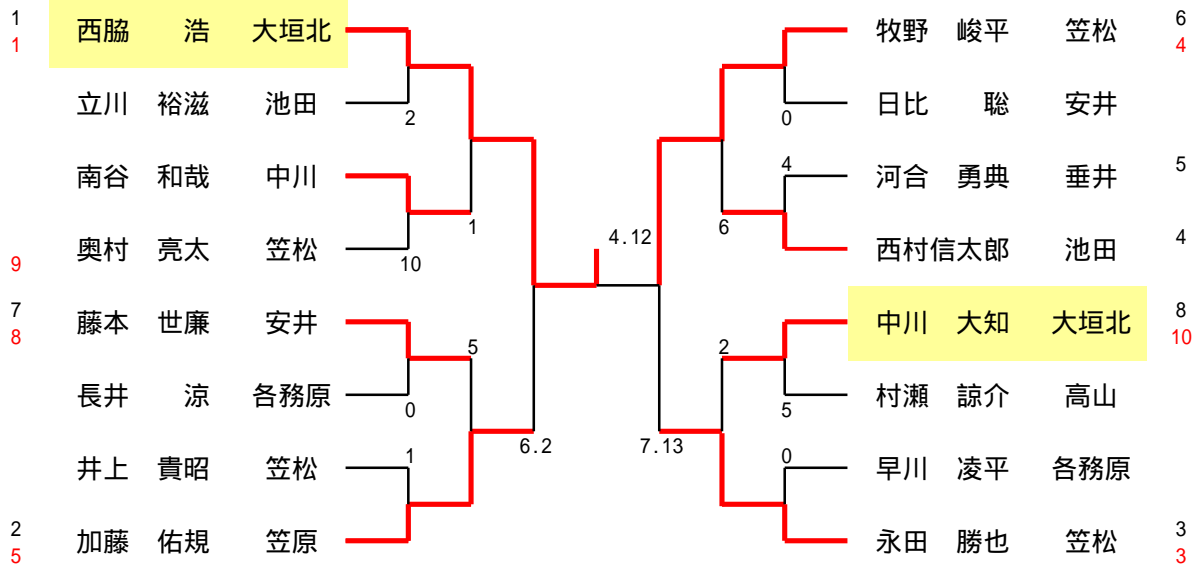 1
1
西脇 浩 大垣北
立川 裕滋 池田
2
南谷 和哉 中川
1
奥村 亮太 笠松
10
9
7
8
藤本 世廉 安井
5
長井 涼 各務原
0
6.2
井上 貴昭 笠松
1
2
5
加藤 佑規 笠原
4.12
7.13
牧野 峻平 笠松
6
4
日比 聡 安井
0
4
河合 勇典 垂井
5
6
西村信太郎 池田
4
中川 大知 大垣北
8
10
2
村瀬 諒介 高山
5
0
早川 凌平 各務原
永田 勝也 笠松
3
3